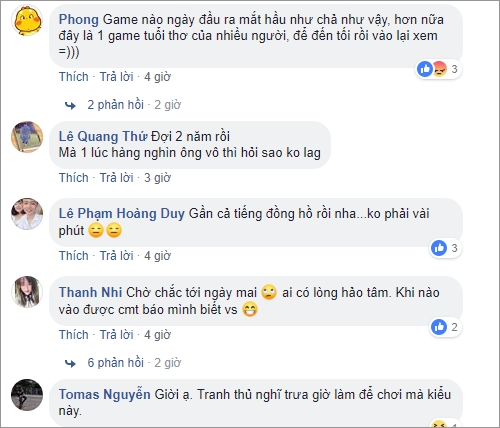 Phong Game nào ngày đầu ra mắt hầu như chả như vậy, hơn nữa
đây là 1 game tuổi thơ của nhiều người, để đến tối rồi vào lại xem
=)))
3
Thích · Trả lời · 4 giờ
2 phản hồi · 2 giờ
Lê Quang Thứ Đợi 2 năm rồi
Mà 1 lúc hàng nghìn ông vô thì hỏi sao ko lag
Thích · Trả lời · 3 giờ
Lê Phạm Hoàng Duy Gần cả tiếng đồng hồ rồi nha...ko phải vài
phút 😑😑
3
Thích · Trả lời · 4 giờ
Thanh Nhi Chờ chắc tới ngày mai 🙄 ai có lòng hảo tâm. Khi nào
vào được cmt báo mình biết vs 😁
2
Thích · Trả lời · 4 giờ
6 phản hồi · 2 giờ
Tomas Nguyễn Giời ạ. Tranh thủ nghĩ trưa giờ làm để chơi mà kiểu
này.